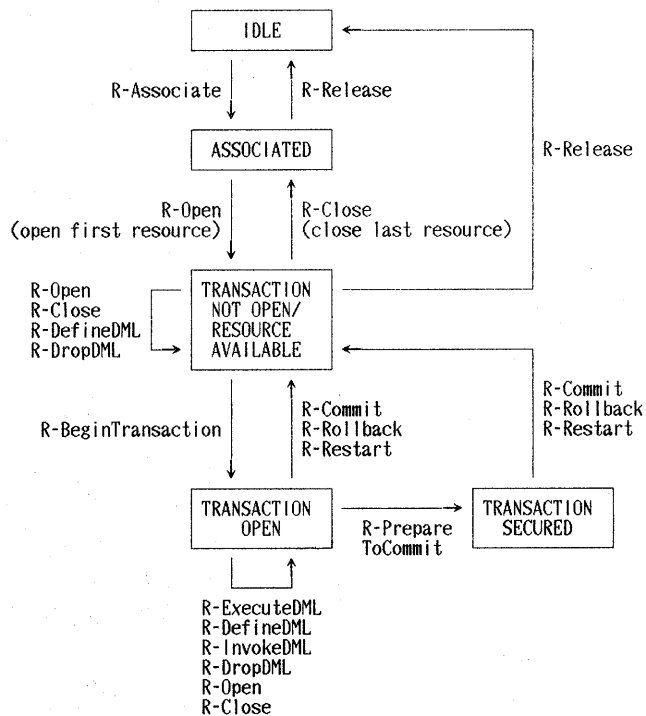 IDLE
R-Associate
R-Release
ASSOCIATED
R-Release
R-Open
(open first resource)
R-Close
(close last resource)
R-Open
R-Close
R-DefineDML
R-DropDML
TRANSACTION
NOT OPEN/
RESOURCE
AVAILABLE
R-BeginTransaction
R-Commit
R-Rollback
R-Restart
R-Commit
R-Rollback
R-Restart
TRANSACTION
OPEN
R-Prepare
ToCommit
TRANSACTION
SECURED
R-ExecuteDML
R-DefineDML
R-InvokeDML
R-DropDML
R-Open
R-Close